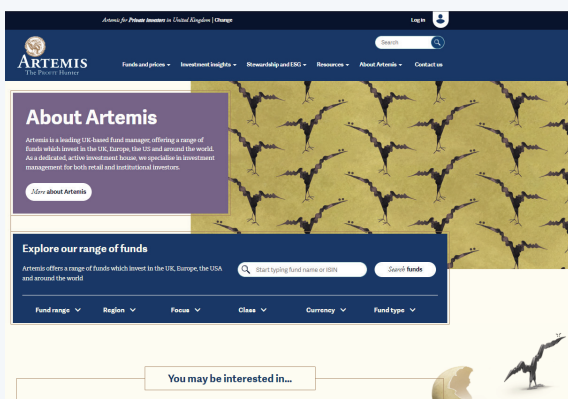 Artemis for Private investors in United Kingdom | Change
Log in
Search
ARTEMIS
The PROFIT Hunter
Funds and prices
Investment insights
Stewardship and ESG
Resources
About Artemis
Contact us
About Artemis
Artemis is a leading UK-based fund manager, offering a range of
funds which invest in the UK, Europe, the US and around the world.
As a dedicated, active investment house, we specialise in investment
management for both retail and institutional investors.
More about Artemis
Explore our range of funds
Artemis offers a range of funds which invest in the UK, Europe, the USA
and around the world
Start typing fund name or ISIN
Search funds
Fund range
Region
Focus
Class
Currency
Fund type
You may be interested in...